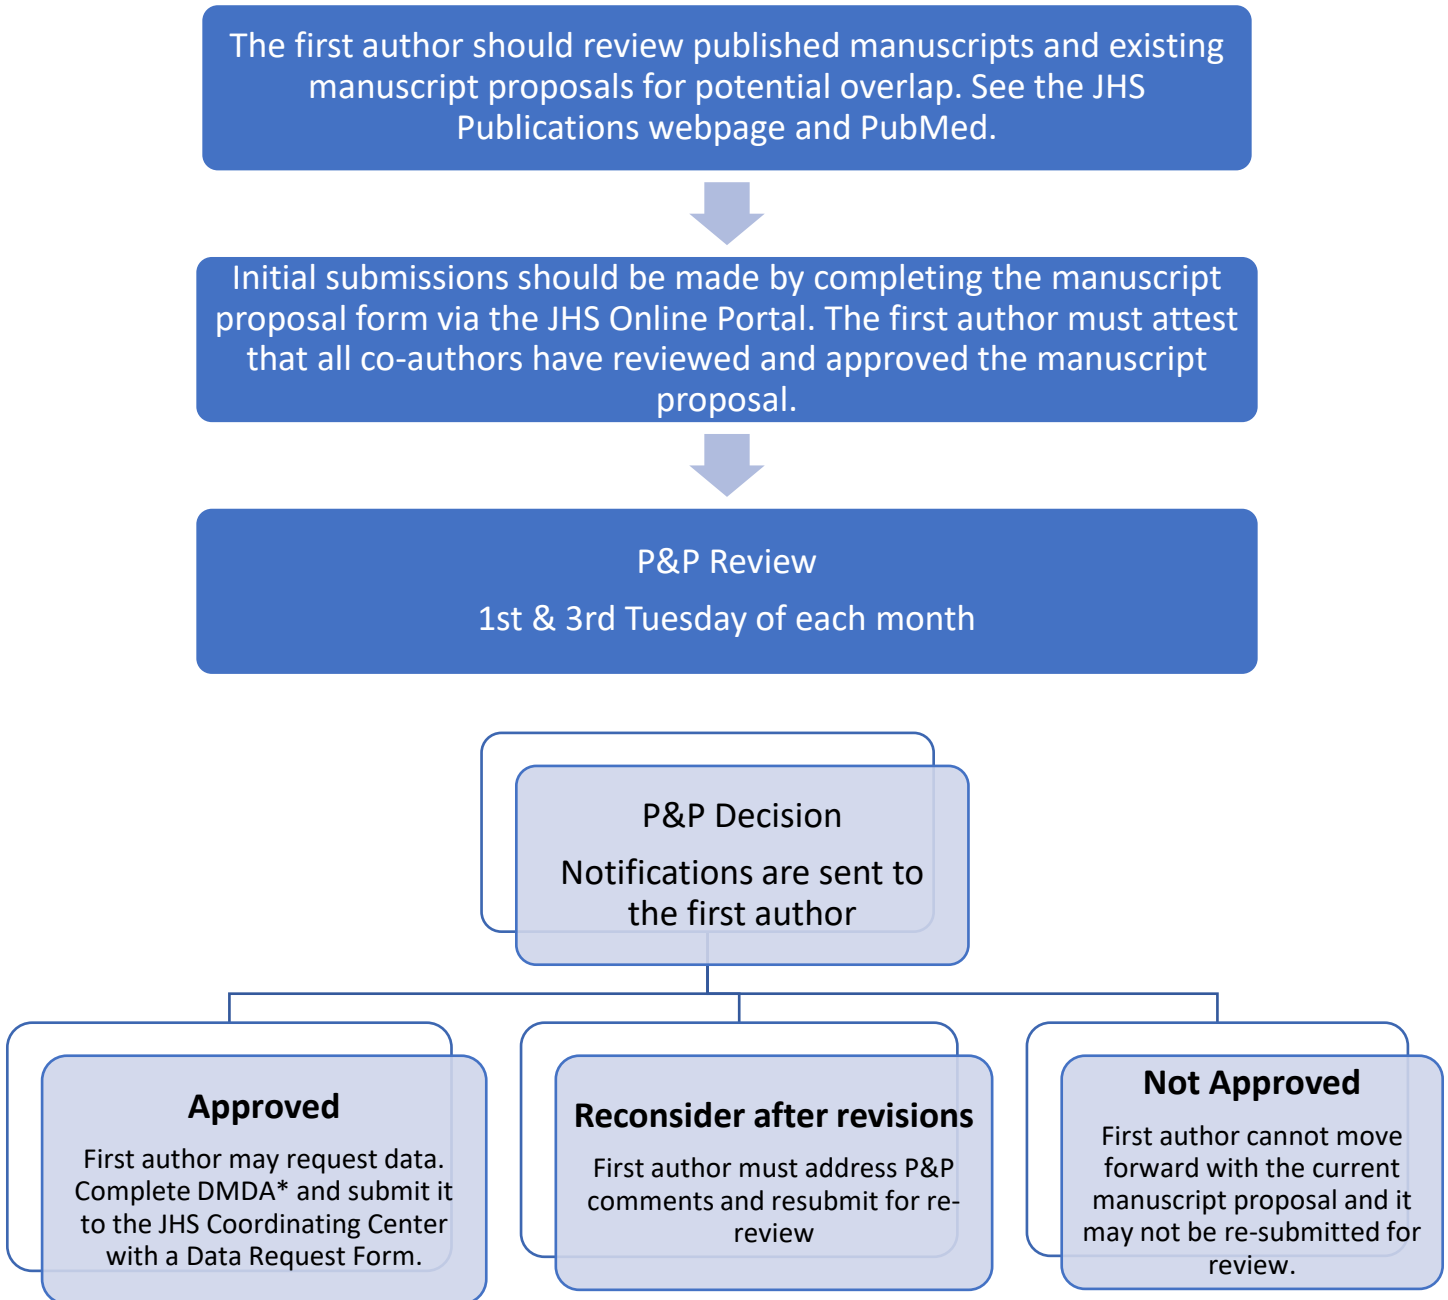 The first author should review published manuscripts and existing
manuscript proposals for potential overlap. See the JHS
Publications webpage and PubMed.
Initial submissions should be made by completing the manuscript
proposal form via the JHS Online Portal. The first author must attest
that all co-authors have reviewed and approved the manuscript
proposal.
P&P Review
1st & 3rd Tuesday of each month
P&P Decision
Notifications are sent to
the first author
Approved
First author may request data.
Complete DMDA* and submit it
to the JHS Coordinating Center
with a Data Request Form.
Reconsider after revisions
First author must address P&P
comments and resubmit for re-
review
Not Approved
First author cannot move
forward with the current
manuscript proposal and it
may not be re-submitted for
review.